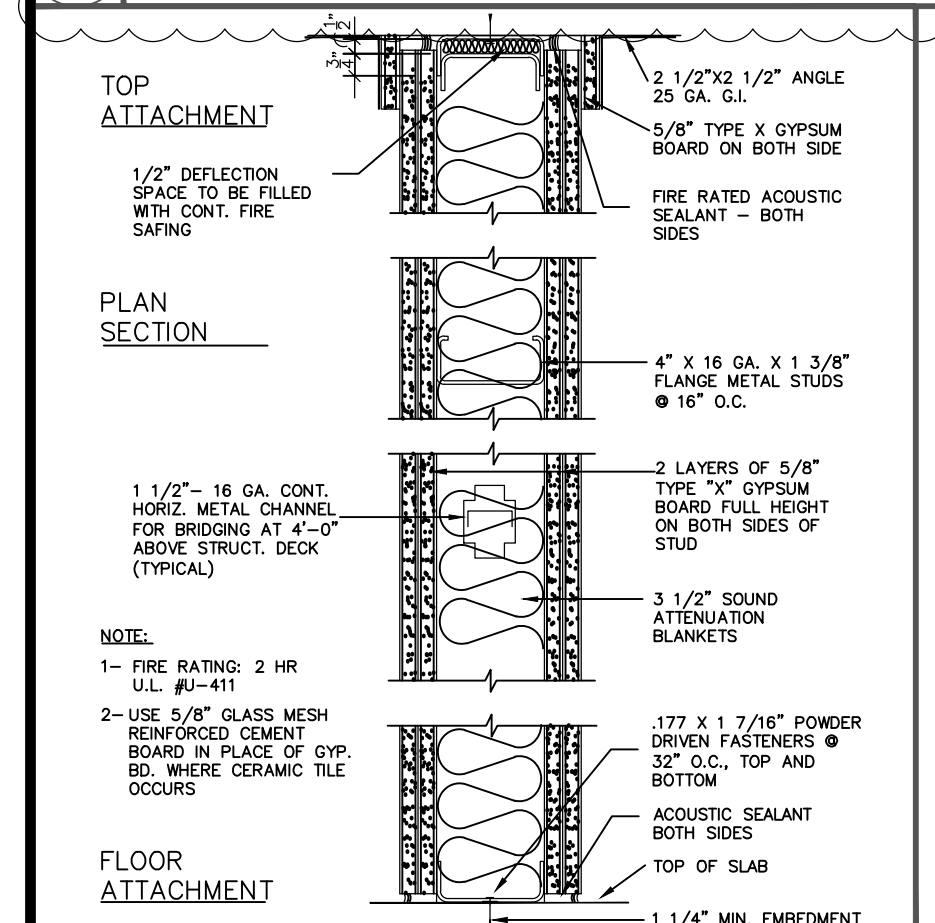 1"
2
3"
4
TOP
ATTACHMENT
1/2" DEFLECTION
SPACE TO BE FILLED
WITH CONT. FIRE
SAFING
2 1/2"X2 1/2" ANGLE
25 GA. G.I.
5/8" TYPE X GYPSUM
BOARD ON BOTH SIDE
FIRE RATED ACOUSTIC
SEALANT – BOTH
SIDES
PLAN
SECTION
4" X 16 GA. X 1 3/8"
FLANGE METAL STUDS
@ 16" O.C.
1 1/2"– 16 GA. CONT.
HORIZ. METAL CHANNEL
FOR BRIDGING AT 4'-0"
ABOVE STRUCT. DECK
(TYPICAL)
2 LAYERS OF 5/8"
TYPE "X" GYPSUM
BOARD FULL HEIGHT
ON BOTH SIDES OF
STUD
3 1/2" SOUND
ATTENUATION
BLANKETS
NOTE:
1– FIRE RATING: 2 HR
U.L. #U–411
2– USE 5/8" GLASS MESH
REINFORCED CEMENT
BOARD IN PLACE OF GYP.
BD. WHERE CERAMIC TILE
OCCURS
.177 X 1 7/16" POWDER
DRIVEN FASTENERS @
32" O.C., TOP AND
BOTTOM
ACOUSTIC SEALANT
BOTH SIDES
TOP OF SLAB
FLOOR
ATTACHMENT
1 1/4" MIN. EMBEDMENT